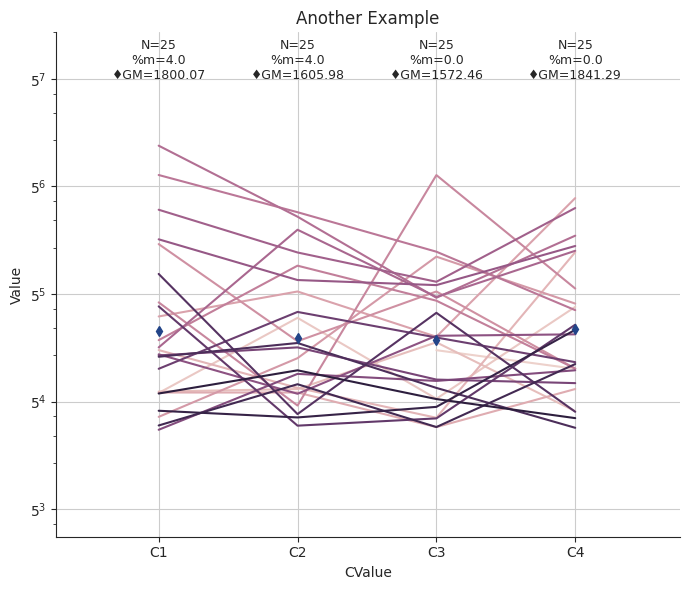 Another Example
N=25 N=25 N=25 N=25
%m=4.0 %m=4.0 %m=0.0 %m=0.0
♦GM=1800.07 ♦GM=1605.98 ♦GM=1572.46 ♦GM=1841.29
5⁷
5⁶
5⁵
5⁴
5³
Value
C1 C2 C3 C4
CValue